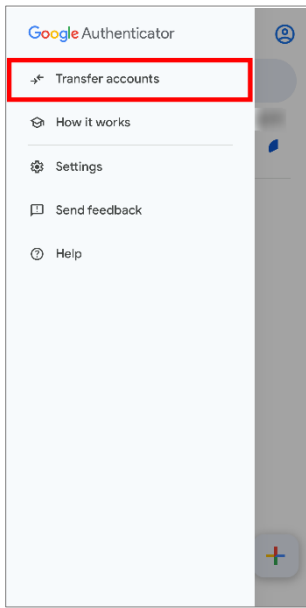 Google Authenticator
Transfer accounts
How it works
Settings
Send feedback
Help